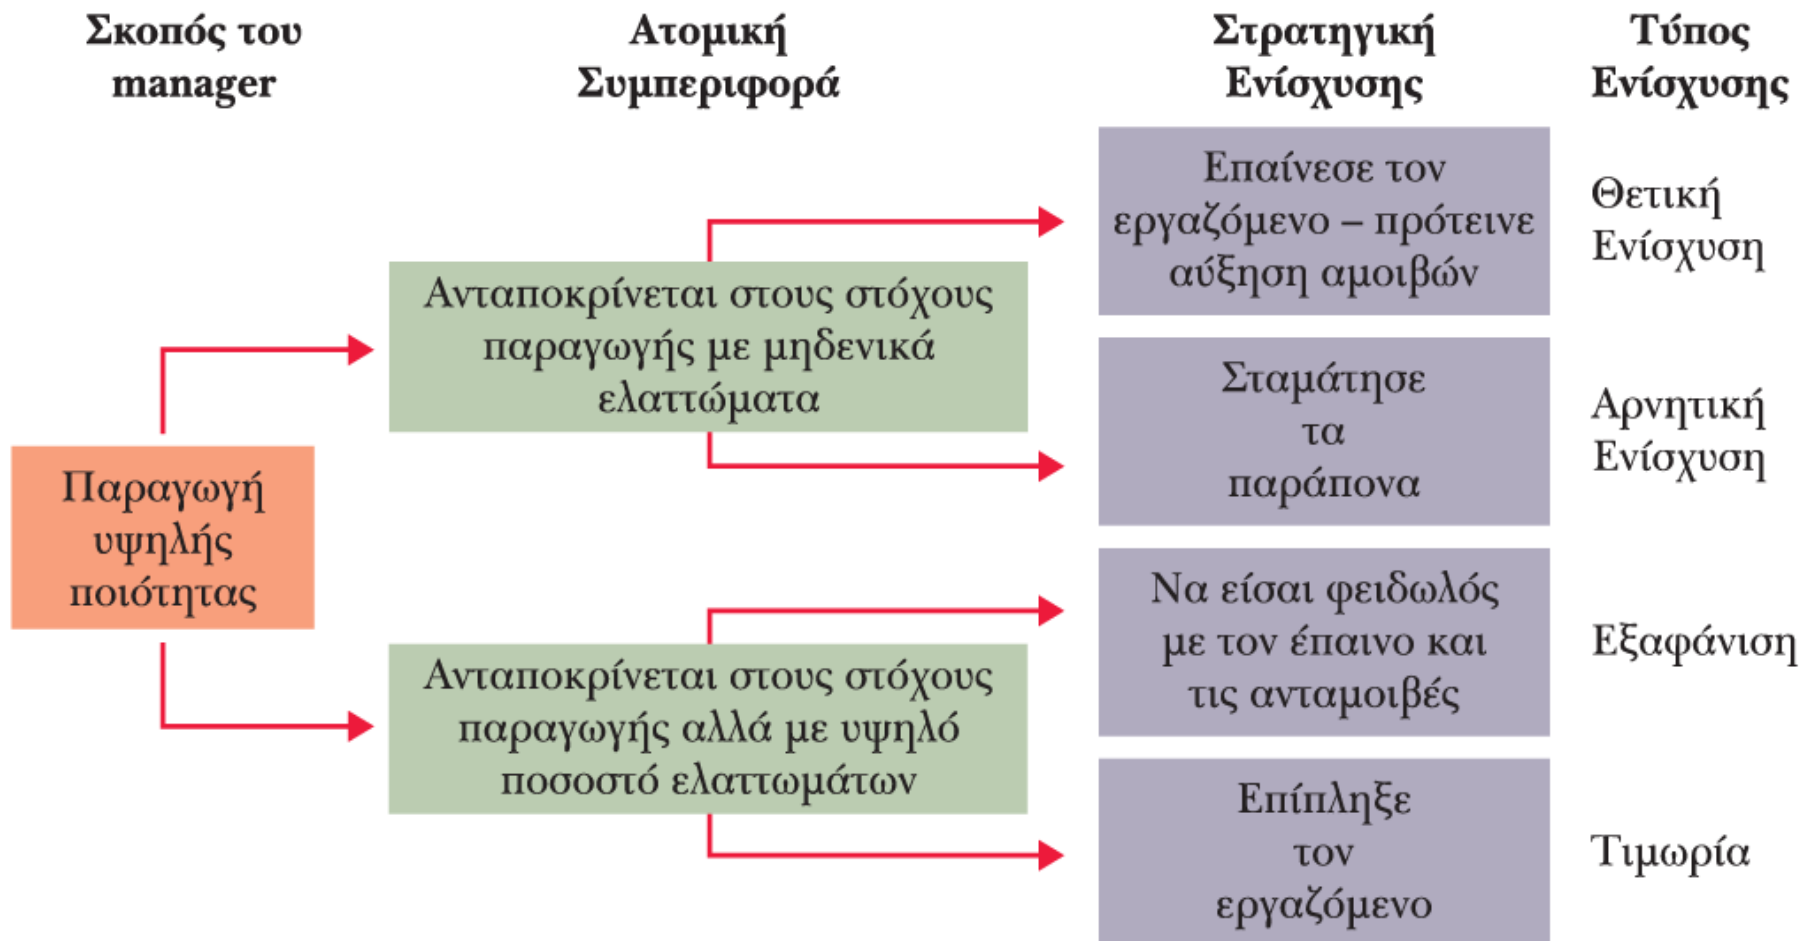 Σκοπός του
manager
Ατομική
Συμπεριφορά
Στρατηγική
Ενίσχυσης
Τύπος
Ενίσχυσης
Παραγωγή
υψηλής
ποιότητας
Ανταποκρίνεται στους στόχους
παραγωγής με μηδενικά
ελαττώματα
Επαίνεσε τον
εργαζόμενο – πρότεινε
αύξηση αμοιβών
Θετική
Ενίσχυση
Σταμάτησε
τα
παράπονα
Αρνητική
Ενίσχυση
Ανταποκρίνεται στους στόχους
παραγωγής αλλά με υψηλό
ποσοστό ελαττωμάτων
Να είσαι φειδωλός
με τον έπαινο και
τις ανταμοιβές
Εξαφάνιση
Επίπληξε
τον
εργαζόμενο
Τιμωρία